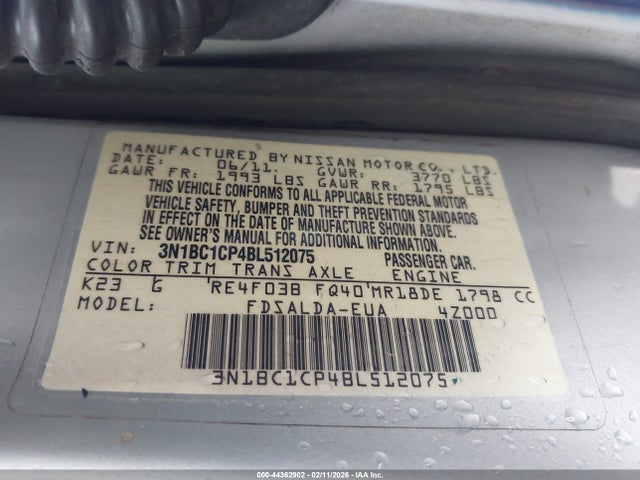 MANUFACTURED BY NISSAN MOTOR CO., LTD.
DATE: 06/11. GVWR: 3770 LBS
GAWR FR: 1993 LBS GAWR RR: 1795 LBS
THIS VEHICLE CONFORMS TO ALL APPLICABLE FEDERAL MOTOR
VEHICLE SAFETY, BUMPER AND THEFT PREVENTION STANDARDS
IN EFFECT ON THE DATE OF MANUFACTURE SHOWN ABOVE.
SEE OWNER'S MANUAL FOR ADDITIONAL INFORMATION.
VIN: 3N1BC1CP4BL512075 PASSENGER CAR.
COLOR TRIM TRANS AXLE ENGINE
K23 G RE4F03B FQ40 MR18DE 1798 CC
MODEL: FDSALDA-EUA 4Z000
3N1BC1CP4BL512075
000-44362902 - 02/11/2026 - IAAI.COM